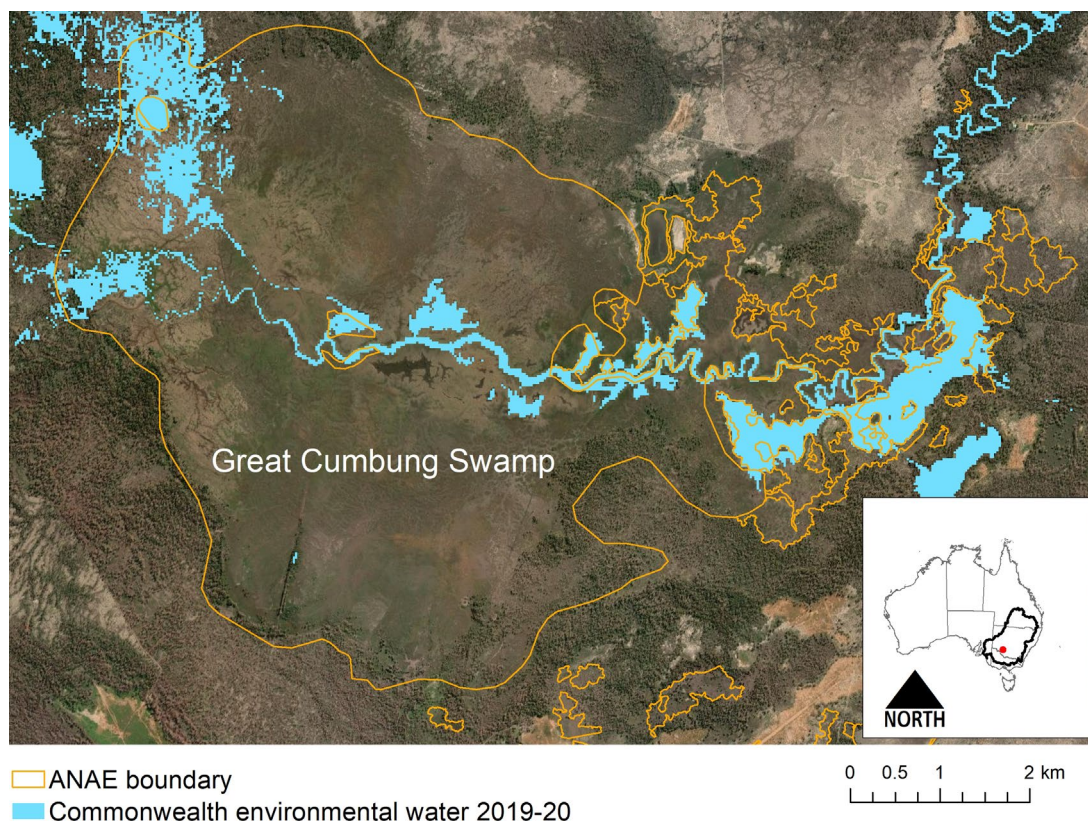 Great Cumbung Swamp
NORTH
ANAE boundary
Commonwealth environmental water 2019-20
0 0.5 1 2 km